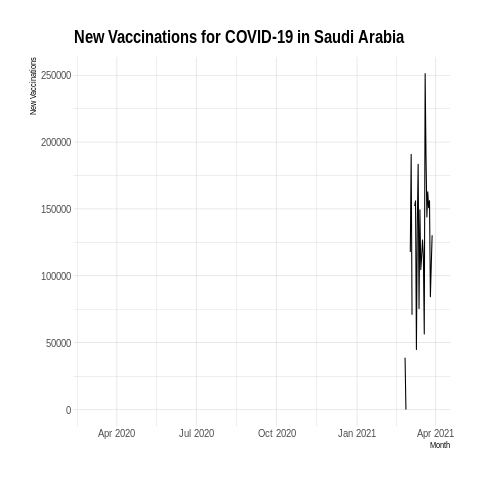 New Vaccinations for COVID-19 in Saudi Arabia
New Vaccinations
250000
200000
150000
100000
50000
0
Apr 2020 Jul 2020 Oct 2020 Jan 2021 Apr 2021
Month